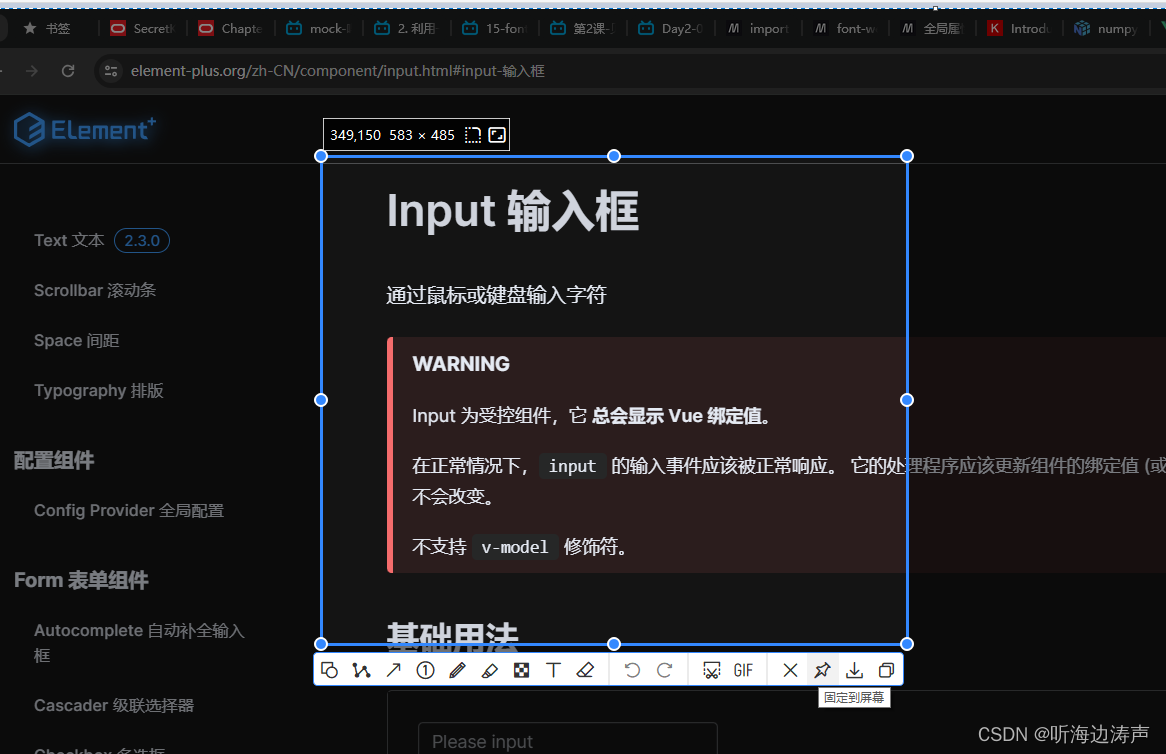 书签 Secret Chapte mock- 2. 利用 15-fon 第2课- Day2-0 import font-w 全局属 Introdu numpy
element-plus.org/zh-CN/component/input.html#input-输入框
ELement+
349,150 583 × 485
Text 文本 2.3.0
Scrollbar 滚动条
Space 间距
Typography 排版
配置组件
Config Provider 全局配置
Form 表单组件
Autocomplete 自动补全输入
框
Cascader 级联选择器
Checkbox 多选框
Input 输入框
通过鼠标或键盘输入字符
WARNING
Input 为受控组件，它 总会显示 Vue 绑定值。
在正常情况下， input 的输入事件应该被正常响应。 它的处理程序应该更新组件的绑定值 (或
不会改变。
不支持 v-model 修饰符。
基础用法
GIF
固定到屏幕
Please input
CSDN @听海边涛声